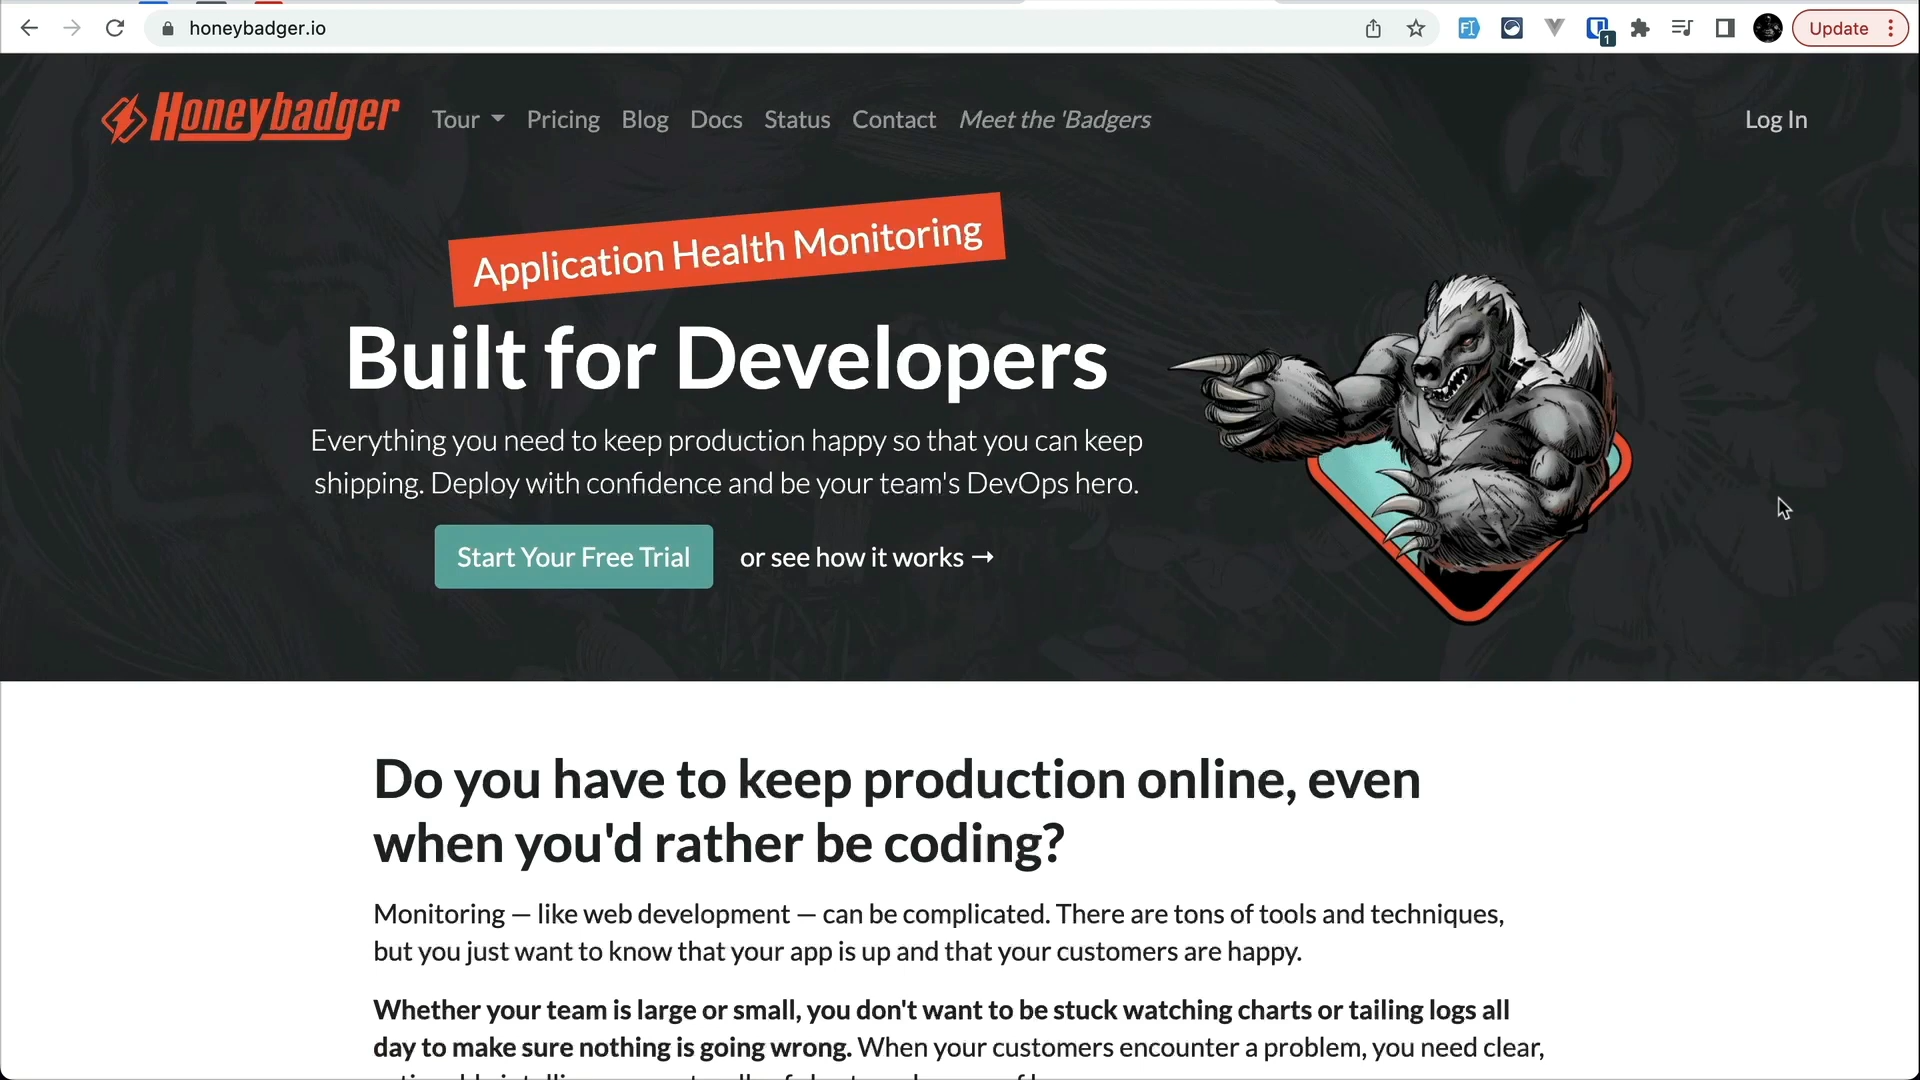 honeybadger.io
1
Update
Honeybadger
Tour Pricing Blog Docs Status Contact Meet the 'Badgers
Log In
Application Health Monitoring
Built for Developers
Everything you need to keep production happy so that you can keep
shipping. Deploy with confidence and be your team's DevOps hero.
Start Your Free Trial
or see how it works →
Do you have to keep production online, even
when you'd rather be coding?
Monitoring — like web development — can be complicated. There are tons of tools and techniques,
but you just want to know that your app is up and that your customers are happy.
Whether your team is large or small, you don't want to be stuck watching charts or tailing logs all
day to make sure nothing is going wrong. When your customers encounter a problem, you need clear,